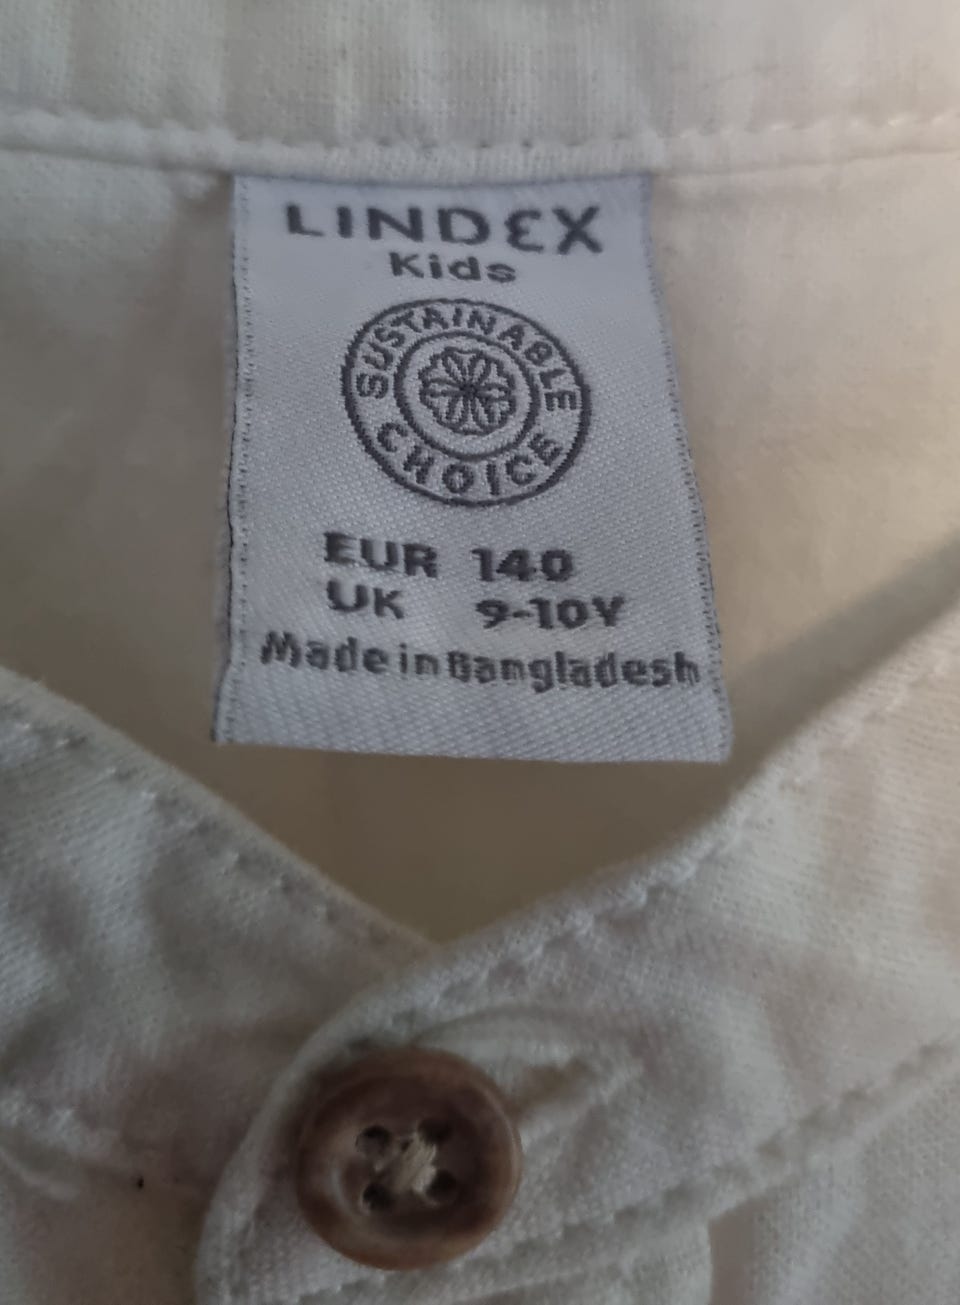 LINDEX
Kids
SUSTAINABLE
CHOICE
EUR 140
UK 9-10Y
Made in Bangladesh